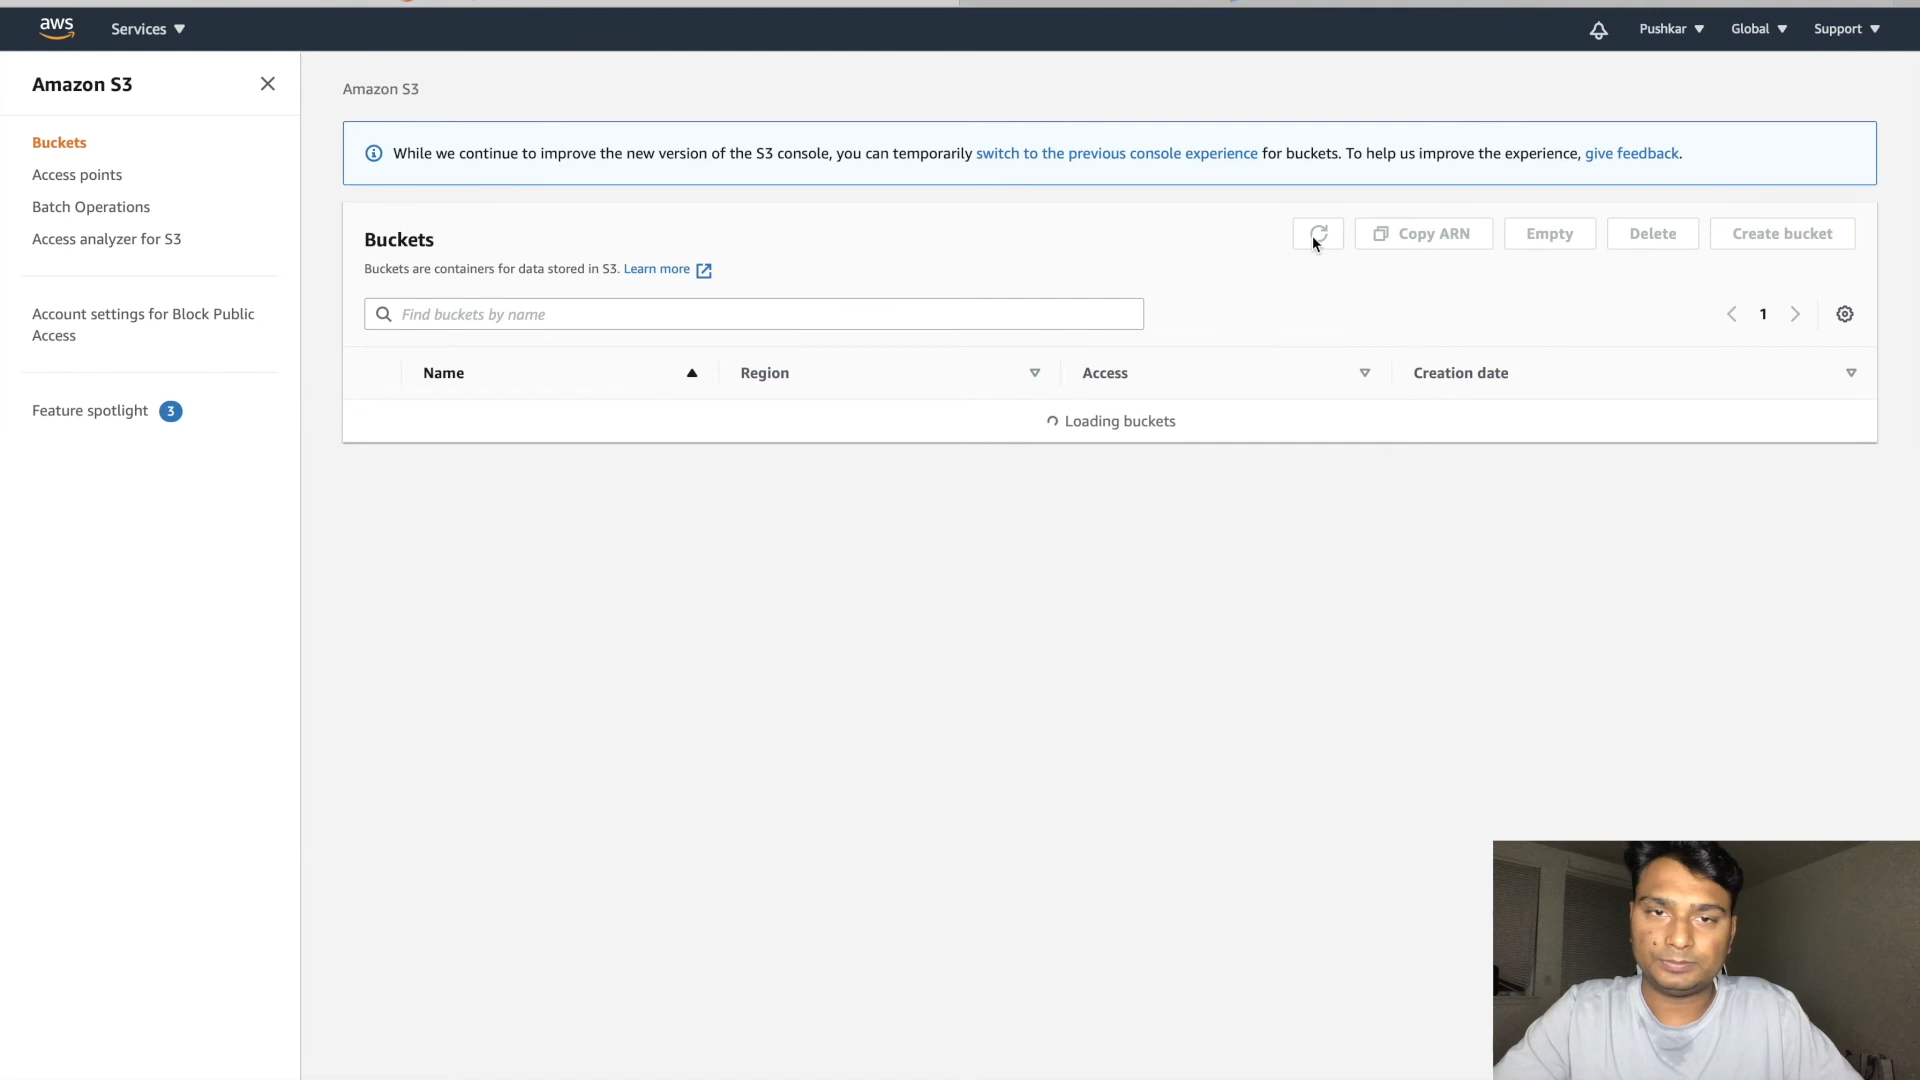 aws
Services
Pushkar
Global
Support
Amazon S3
Buckets
Access points
Batch Operations
Access analyzer for S3
Account settings for Block Public
Access
Feature spotlight 3
Amazon S3
While we continue to improve the new version of the S3 console, you can temporarily switch to the previous console experience for buckets. To help us improve the experience, give feedback.
Buckets
Copy ARN
Empty
Delete
Create bucket
Buckets are containers for data stored in S3. Learn more
Find buckets by name
1
Name
Region
Access
Creation date
Loading buckets